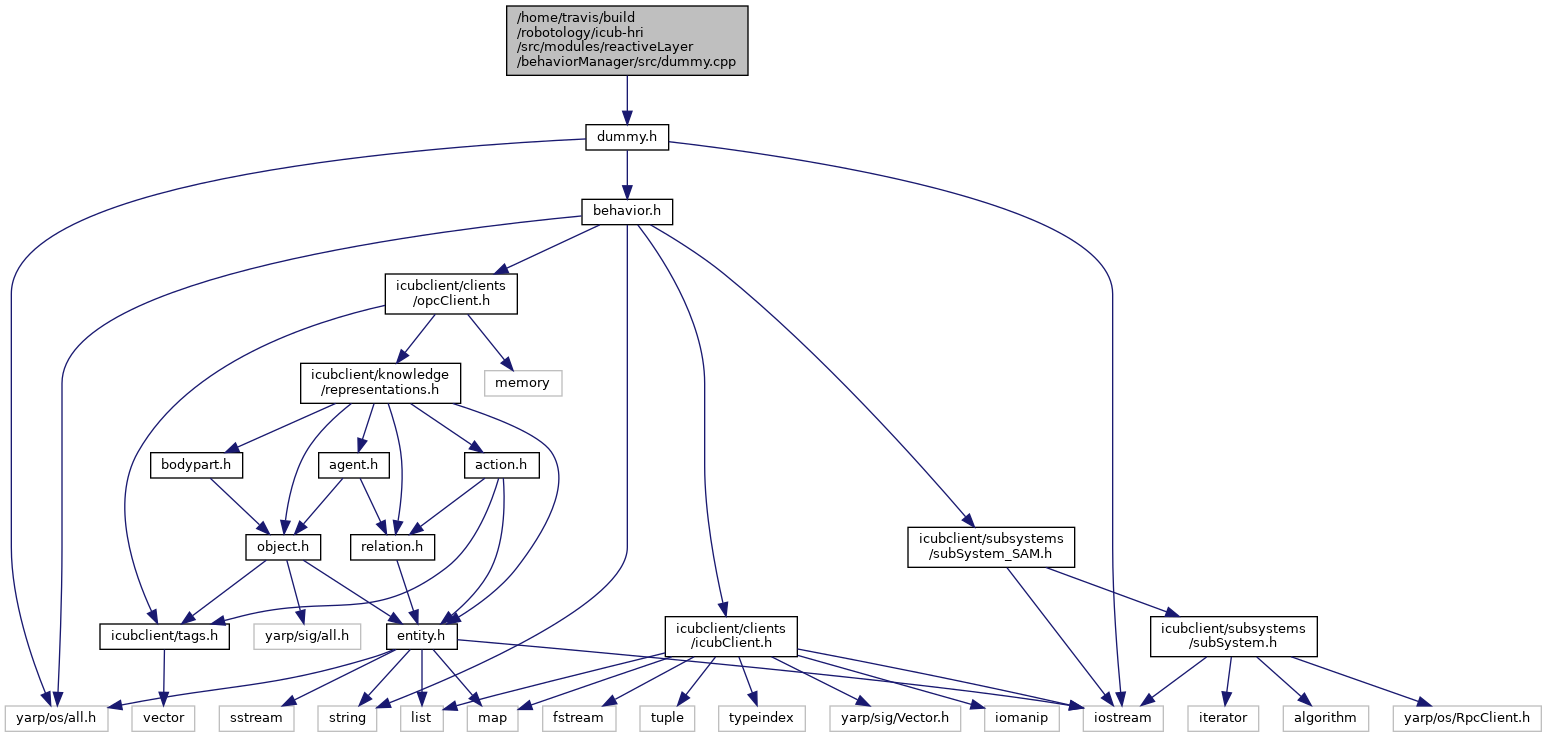 /home/travis/build
/robotology/icub-hri
/src/modules/reactiveLayer
/behaviorManager/src/dummy.cpp
dummy.h
behavior.h
icubclient/clients
/opcClient.h
icubclient/knowledge
/representations.h
memory
bodypart.h
agent.h
action.h
icubclient/subsystems
/subSystem_SAM.h
object.h
relation.h
icubclient/tags.h
yarp/sig/all.h
entity.h
icubclient/clients
/icubClient.h
icubclient/subsystems
/subSystem.h
yarp/os/all.h
vector
sstream
string
list
map
fstream
tuple
typeindex
yarp/sig/Vector.h
iomanip
iostream
iterator
algorithm
yarp/os/RpcClient.h